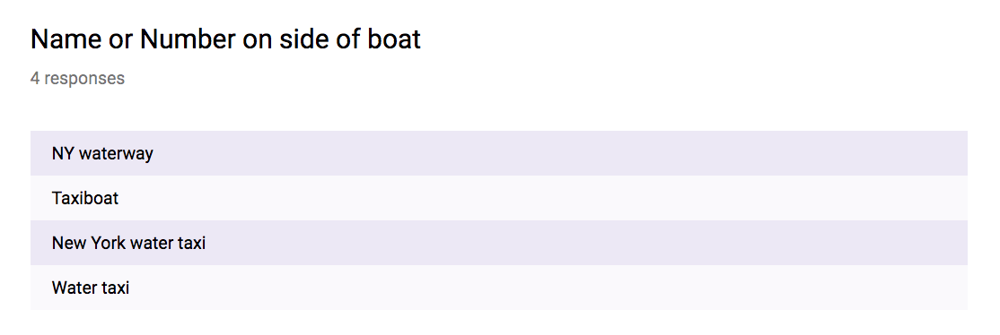 Name or Number on side of boat
4 responses
NY waterway
Taxiboat
New York water taxi
Water taxi